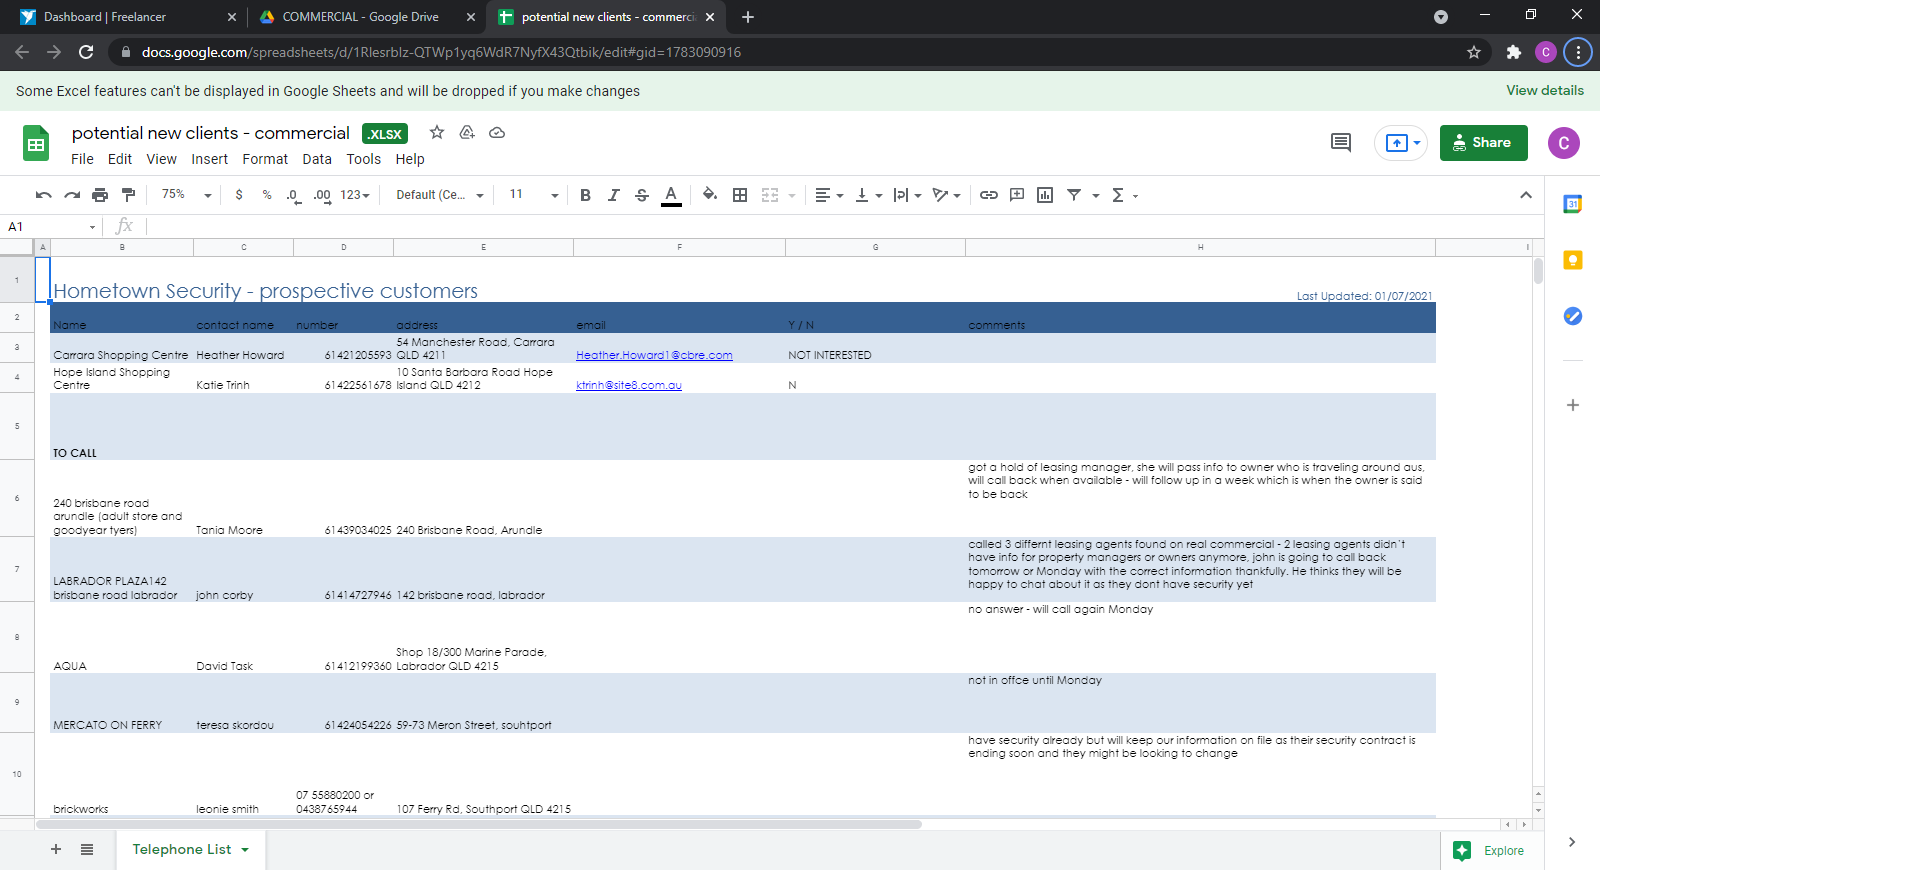 Dashboard | Freelancer
COMMERCIAL - Google Drive
potential new clients - commerci
docs.google.com/spreadsheets/d/1RlesrbIz-QTWp1yq6WdR7NyfX43Qtbik/edit#gid=1783090916
C
Some Excel features can't be displayed in Google Sheets and will be dropped if you make changes
View details
potential new clients - commercial
.XLSX
File Edit View Insert Format Data Tools Help
Share
C
75%
$ % .0 .00 123
Default (Ce...
11
B I S A
31
A1
fx
A B C D E F G H I
1
Hometown Security - prospective customers
Last Updated: 01/07/2021
2
Name contact name number address email Y / N comments
3
54 Manchester Road, Carrara
Carrara Shopping Centre Heather Howard 61421205593 QLD 4211 Heather.Howard1@cbre.com NOT INTERESTED
4
Hope Island Shopping 10 Santa Barbara Road Hope
Centre Katie Trinh 61422561678 Island QLD 4212 ktrinh@site8.com.au N
5
TO CALL
6
got a hold of leasing manager, she will pass info to owner who is traveling around aus,
will call back when available - will follow up in a week which is when the owner is said
to be back
240 brisbane road
arundle (adult store and
goodyear tyers) Tania Moore 61439034025 240 Brisbane Road, Arundle
7
called 3 differnt leasing agents found on real commercial - 2 leasing agents didn't
have info for property managers or owners anymore, john is going to call back
tomorrow or Monday with the correct information thankfully. He thinks they will be
happy to chat about it as they dont have security yet
LABRADOR PLAZA142
brisbane road labrador john corby 61414727946 142 brisbane road, labrador
8
no answer - will call again Monday
Shop 18/300 Marine Parade,
AQUA David Task 61412199360 Labrador QLD 4215
9
not in offce until Monday
MERCATO ON FERRY teresa skordou 61424054226 59-73 Meron Street, souhtport
10
have security already but will keep our information on file as their security contract is
ending soon and they might be looking to change
07 55880200 or
brickworks leonie smith 0438765944 107 Ferry Rd, Southport QLD 4215
Telephone List
Explore